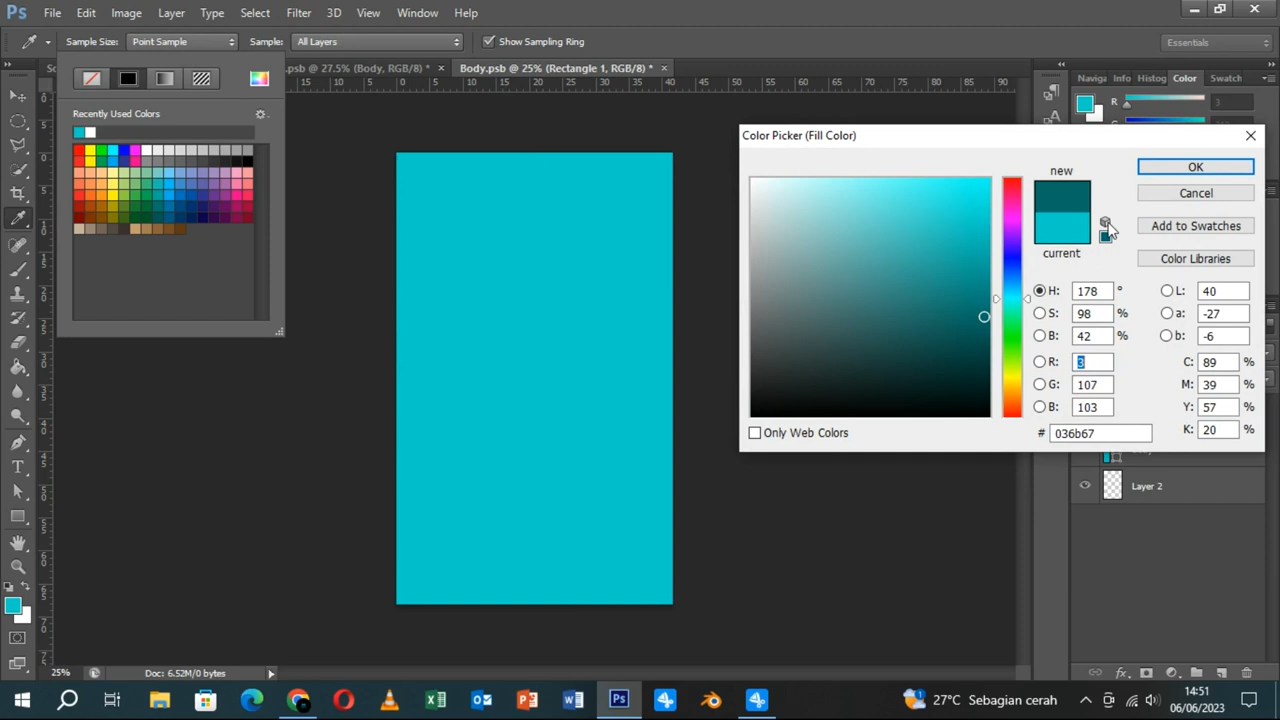 Ps File Edit Image Layer Type Select Filter 3D View Window Help
Sample Size: Point Sample Sample: All Layers Show Sampling Ring Essentials
.psb @ 27.5% (Body, RGB/8) * × Body.psb @ 25% (Rectangle 1, RGB/8) * ×
Naviga Info Histog Color Swatch
R 3
Recently Used Colors
Color Picker (Fill Color)
new
current
OK
Cancel
Add to Swatches
Color Libraries
H: 178 °
S: 98 %
B: 42 %
R: 3
G: 107
B: 103
L: 40
a: -27
b: -6
C: 89 %
M: 39 %
Y: 57 %
K: 20 %
# 036b67
Only Web Colors
Layer 2
25% Doc: 6.52M/0 bytes
27°C Sebagian cerah
14:51
06/06/2023